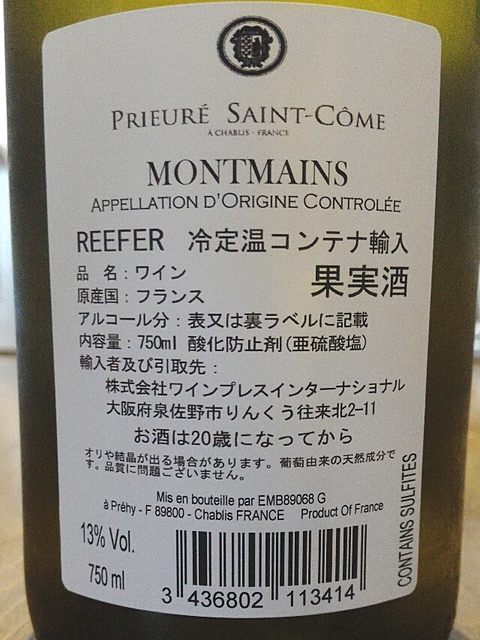 PRIEURÉ SAINT-CÔME
À CHABLIS - FRANCE
MONTMAINS
APPELLATION D'ORIGINE CONTROLÉE
REEFER 冷定温コンテナ輸入
品 名：ワイン
果実酒
原産国：フランス
アルコール分：表又は裏ラベルに記載
内容量：750ml 酸化防止剤(亜硫酸塩)
輸入者及び引取先：
株式会社ワインプレスインターナショナル
大阪府泉佐野市りんくう往来北2-11
お酒は20歳になってから
オリや結晶が出る場合があります。葡萄由来の天然成分で
す。品質に問題ございません。
Mis en bouteille par EMB89068 G
à Préhy - F 89800 - Chablis FRANCE Product Of France
13% Vol.
750 ml
3 436802 113414
CONTAINS SULFITES